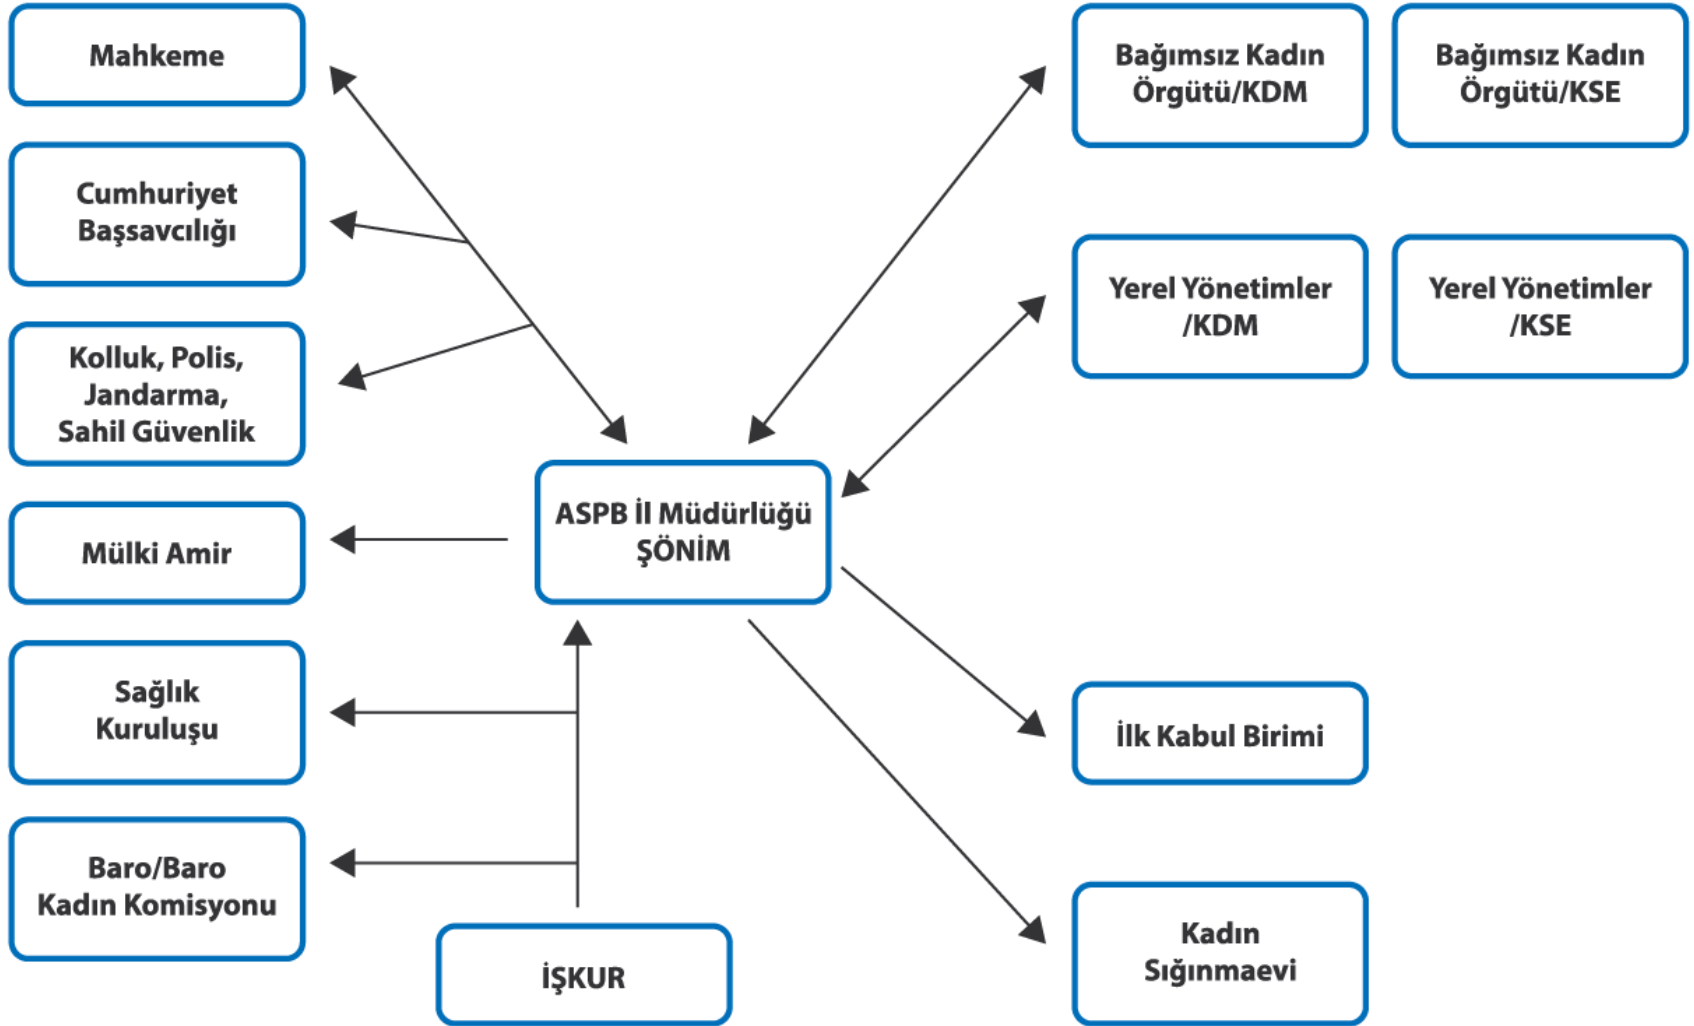 Mahkeme
Cumhuriyet
Başsavcılığı
Kolluk, Polis,
Jandarma,
Sahil Güvenlik
Mülki Amir
Sağlık
Kuruluşu
Baro/Baro
Kadın Komisyonu
İŞKUR
ASPB İl Müdürlüğü
ŞÖNİM
Bağımsız Kadın
Örgütü/KDM
Bağımsız Kadın
Örgütü/KSE
Yerel Yönetimler
/KDM
Yerel Yönetimler
/KSE
İlk Kabul Birimi
Kadın
Sığınmaevi